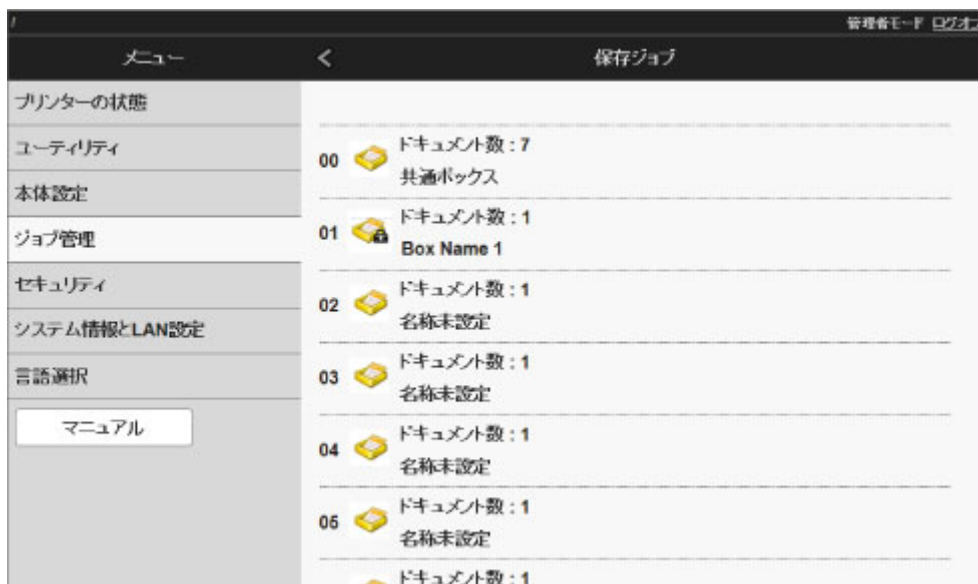 管理者モード ログオフ
メニュー
< 保存ジョブ
プリンターの状態
ユーティリティ
本体設定
ジョブ管理
セキュリティ
システム情報とLAN設定
言語選択
マニュアル
00 ドキュメント数 : 7
共通ボックス
01 ドキュメント数 : 1
Box Name 1
02 ドキュメント数 : 1
名称未設定
03 ドキュメント数 : 1
名称未設定
04 ドキュメント数 : 1
名称未設定
05 ドキュメント数 : 1
名称未設定
ドキュメント数 : 1